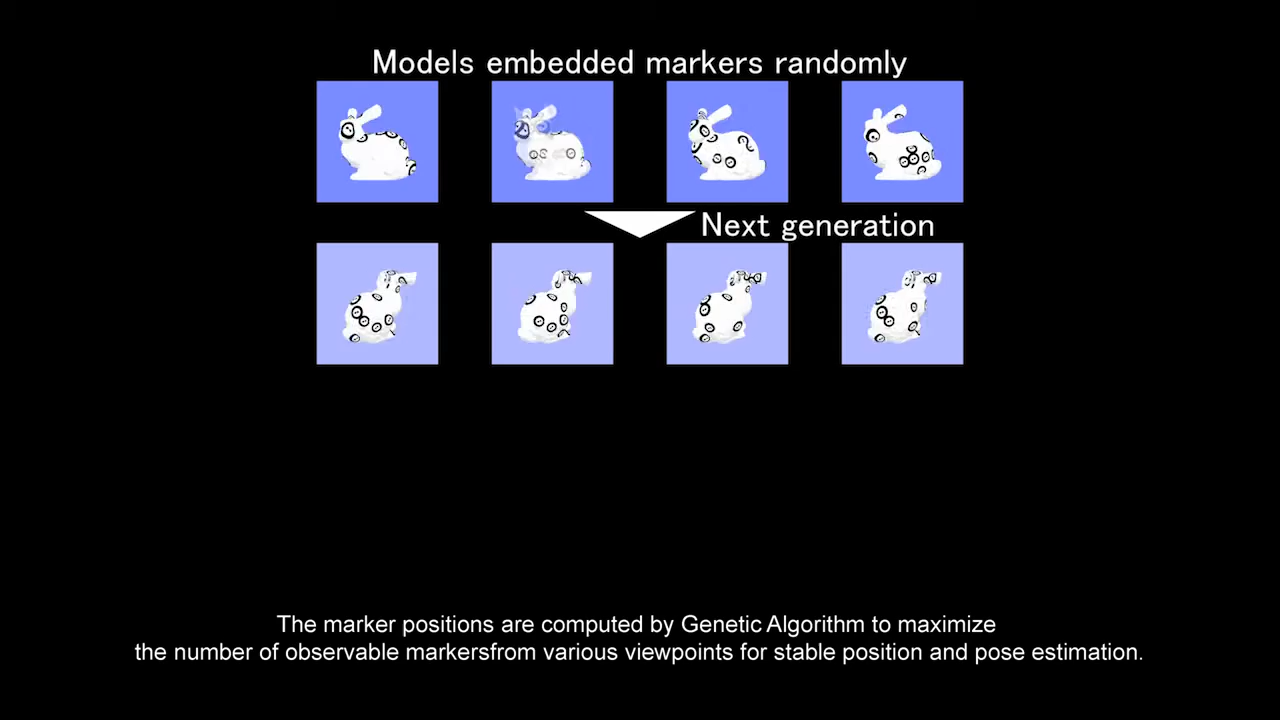 Models embedded markers randomly
Next generation
The marker positions are computed by Genetic Algorithm to maximize
the number of observable markersfrom various viewpoints for stable position and pose estimation.